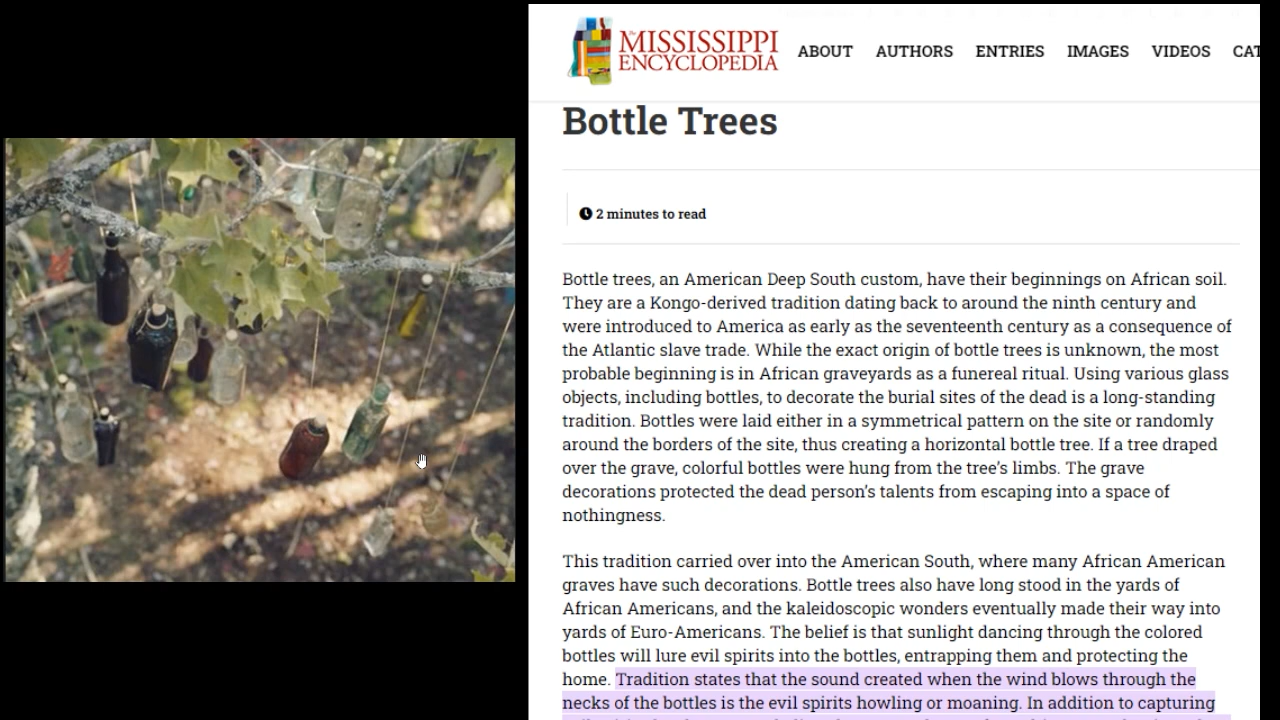 The
MISSISSIPPI
ENCYCLOPEDIA
ABOUT AUTHORS ENTRIES IMAGES VIDEOS
Bottle Trees
2 minutes to read
Bottle trees, an American Deep South custom, have their beginnings on African soil.
They are a Kongo-derived tradition dating back to around the ninth century and
were introduced to America as early as the seventeenth century as a consequence of
the Atlantic slave trade. While the exact origin of bottle trees is unknown, the most
probable beginning is in African graveyards as a funereal ritual. Using various glass
objects, including bottles, to decorate the burial sites of the dead is a long-standing
tradition. Bottles were laid either in a symmetrical pattern on the site or randomly
around the borders of the site, thus creating a horizontal bottle tree. If a tree draped
over the grave, colorful bottles were hung from the tree’s limbs. The grave
decorations protected the dead person’s talents from escaping into a space of
nothingness.
This tradition carried over into the American South, where many African American
graves have such decorations. Bottle trees also have long stood in the yards of
African Americans, and the kaleidoscopic wonders eventually made their way into
yards of Euro-Americans. The belief is that sunlight dancing through the colored
bottles will lure evil spirits into the bottles, entrapping them and protecting the
home. Tradition states that the sound created when the wind blows through the
necks of the bottles is the evil spirits howling or moaning. In addition to capturing